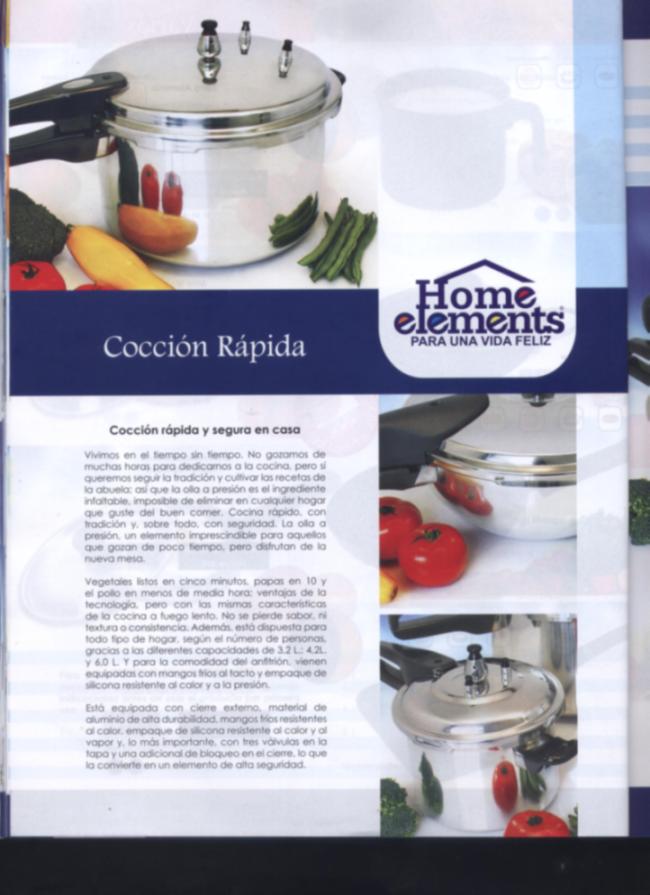 Home
elements
PARA UNA VIDA FELIZ
Cocción Rápida
Cocción rápida y segura en casa
Vivimos en el tiempo sin tiempo. No gozamos de
muchas horas para dedicarnos a la cocina, pero sí
queremos seguir la tradición y cultivar las recetas de
la abuela; así que la olla a presión es el ingrediente
infaltable, imposible de eliminar en cualquier hogar
que guste del buen comer. Cocina rápido, con
tradición y, sobre todo, con seguridad. La olla a
presión, un elemento imprescindible para aquellos
que gozan de poco tiempo, pero disfrutan de la
nueva mesa.
Vegetales listos en cinco minutos, papas en 10 y
el pollo en menos de media hora: ventajas de la
tecnología, pero con las mismas características
de la cocina a fuego lento. No se pierde sabor, ni
textura o consistencia. Además, está dispuesta para
todo tipo de hogar, según el número de personas,
gracias a las diferentes capacidades de 3.2 L.; 4.2L.
y 6.0 L. Y para la comodidad del anfitrión, vienen
equipadas con mangos fríos al tacto y empaque de
silicona resistente al calor y a la presión.
Está equipada con cierre externo, material de
aluminio de alta durabilidad, mangos fríos resistentes
al calor, empaque de silicona resistente al calor y al
vapor y, lo más importante, con tres válvulas en la
tapa y una adicional de bloqueo en el cierre, lo que
la convierte en un elemento de alta seguridad.